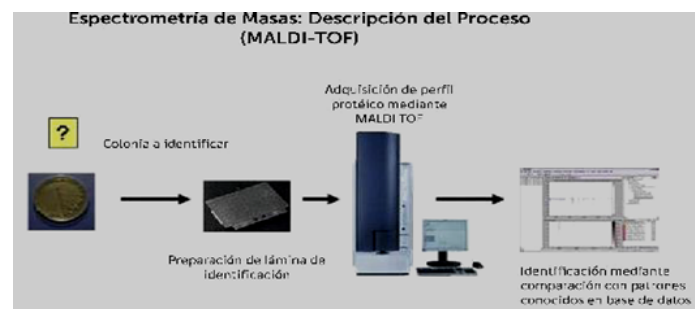 Espectrometría de Masas: Descripción del Proceso
(MALDI-TOF)
Adquisición de perfil
protéico mediante
MALDI TOF
?
Colonia a identificar
Preparación de lámina de
identificación
Identificación mediante
comparación con patrones
conocidos en base de datos